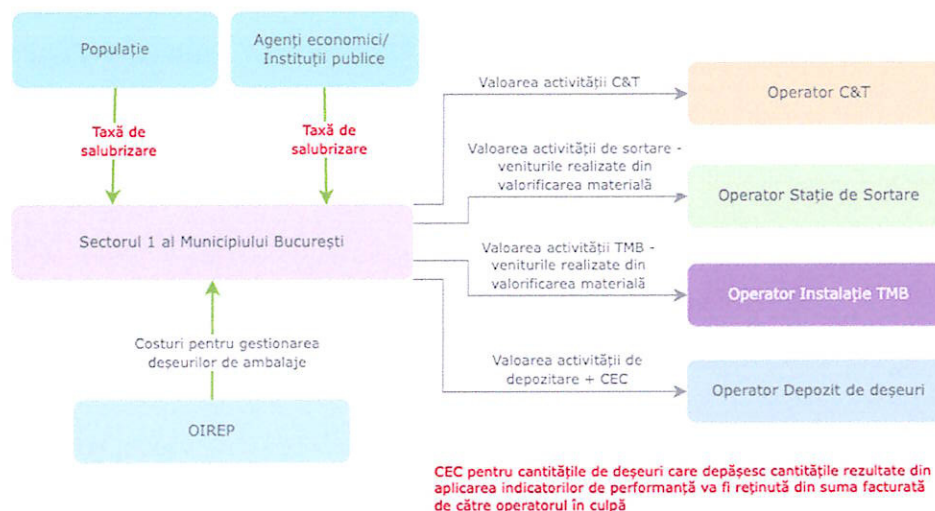 Populație
Agenți economici/
Instituții publice
Taxă de
salubrizare
Taxă de
salubrizare
Valoarea activității C&T
Operator C&T
Valoarea activității de sortare -
veniturile realizate din
valorificarea materială
Operator Stație de Sortare
Sectorul 1 al Municipiului București
Valoarea activității TMB -
veniturile realizate din
valorificarea materială
Operator Instalație TMB
Costuri pentru gestionarea
deșeurilor de ambalaje
Valoarea activității de
depozitare + CEC
Operator Depozit de deșeuri
OIREP
CEC pentru cantitățile de deșeuri care depășesc cantitățile rezultate din
aplicarea indicatorilor de performanță va fi reținută din suma facturată
de către operatorul în culpă